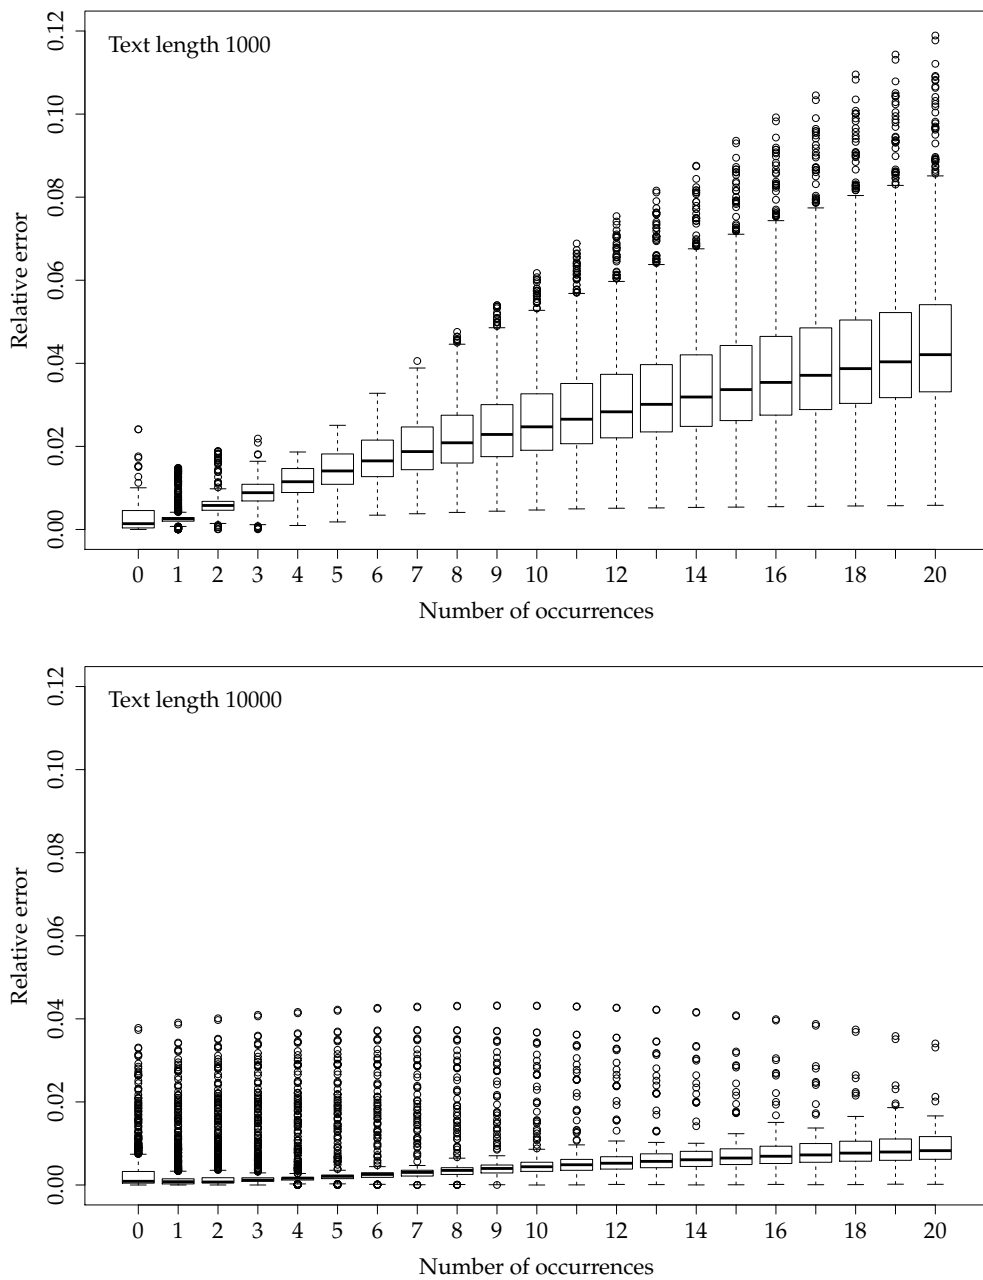 Text length 1000
0.12
0.10
0.08
0.06
0.04
0.02
0.00
Relative error
0 1 2 3 4 5 6 7 8 9 10 12 14 16 18 20
Number of occurrences
Text length 10000
0.12
0.10
0.08
0.06
0.04
0.02
0.00
Relative error
0 1 2 3 4 5 6 7 8 9 10 12 14 16 18 20
Number of occurrences